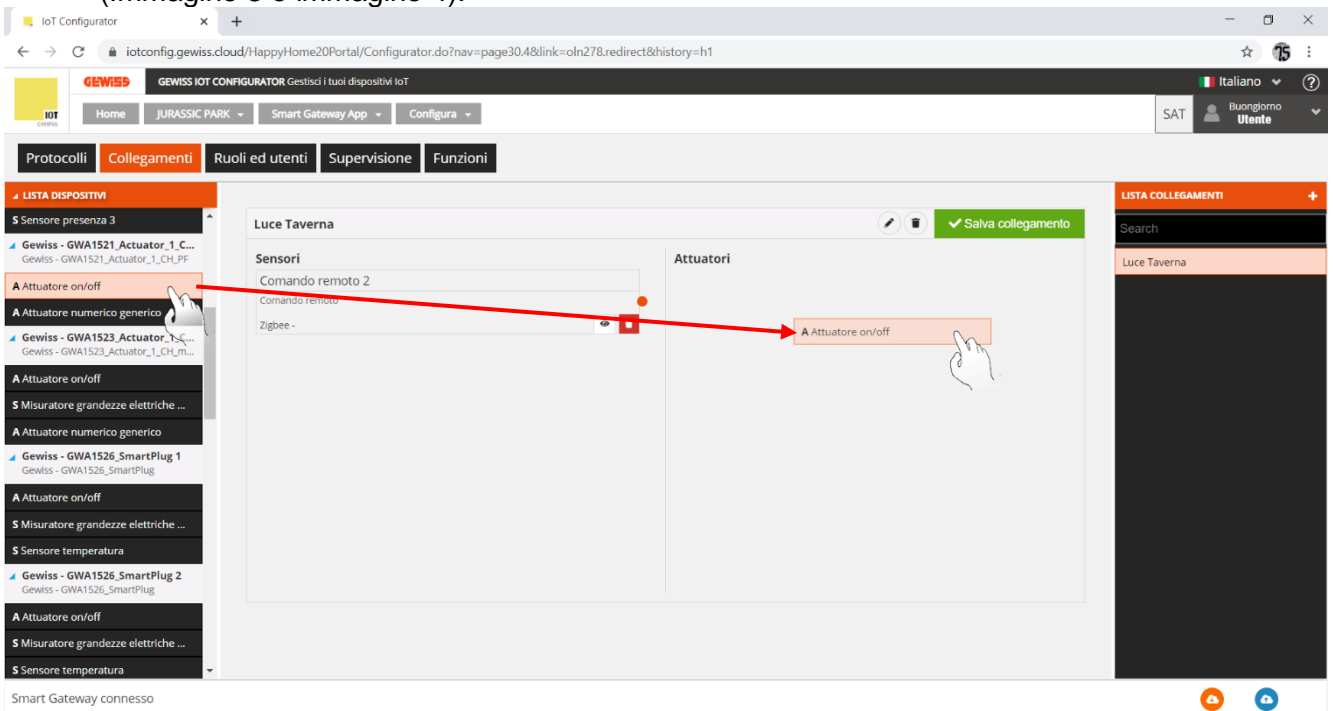 (immagine 3 e immagine 4).
IoT Configurator
iotconfig.gewiss.cloud/HappyHome20Portal/Configurator.do?nav=page30.4&link=oln278.redirect&history=h1
75
GEWISS
GEWISS IOT CONFIGURATOR Gestisci i tuoi dispositivi IoT
Italiano
IOT
Home
JURASSIC PARK
Smart Gateway App
Configura
SAT
Buongiorno
Utente
Protocolli
Collegamenti
Ruoli ed utenti
Supervisione
Funzioni
LISTA DISPOSITIVI
S Sensore presenza 3
Gewiss - GWA1521_Actuator_1_C...
Gewiss - GWA1521_Actuator_1_CH_PF
A Attuatore on/off
A Attuatore numerico generico
Gewiss - GWA1523_Actuator_1_C...
Gewiss - GWA1523_Actuator_1_CH_m...
A Attuatore on/off
S Misuratore grandezze elettriche ...
A Attuatore numerico generico
Gewiss - GWA1526_SmartPlug 1
Gewiss - GWA1526_SmartPlug
A Attuatore on/off
S Misuratore grandezze elettriche ...
S Sensore temperatura
Gewiss - GWA1526_SmartPlug 2
Gewiss - GWA1526_SmartPlug
A Attuatore on/off
S Misuratore grandezze elettriche ...
S Sensore temperatura
Luce Taverna
Salva collegamento
Sensori
Comando remoto 2
Comando remoto
Zigbee -
Attuatori
A Attuatore on/off
LISTA COLLEGAMENTI
Search
Luce Taverna
Smart Gateway connesso